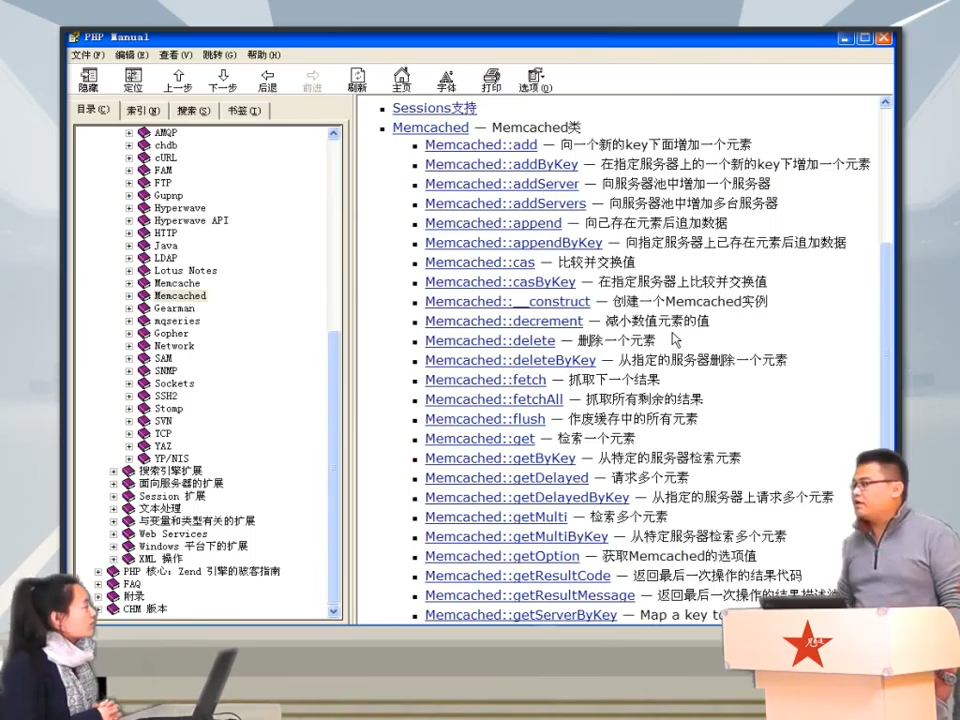 PHP Manual
文件(F) 编辑(E) 查看(V) 跳转(G) 帮助(H)
隐藏 定位 上一步 下一步 后退 前进 刷新 主页 字体 打印 选项(O)
目录(C) 索引(N) 搜索(S) 书签(I)
AMQP
chdb
cURL
FAM
FTP
Gupnp
Hyperwave
Hyperwave API
HTTP
Java
LDAP
Lotus Notes
Memcache
Memcached
Gearman
mqseries
Gopher
Network
SAM
SNMP
Sockets
SSH2
Stomp
SVN
TCP
YAZ
YP/NIS
搜索引擎扩展
面向服务器的扩展
Session 扩展
文本处理
与变量和类型有关的扩展
Web Services
Windows 平台下的扩展
XML 操作
PHP 核心: Zend 引擎的骇客指南
FAQ
附录
CHM 版本
Sessions支持
Memcached — Memcached类
Memcached::add — 向一个新的key下面增加一个元素
Memcached::addByKey — 在指定服务器上的一个新的key下增加一个元素
Memcached::addServer — 向服务器池中增加一个服务器
Memcached::addServers — 向服务器池中增加多台服务器
Memcached::append — 向已存在元素后追加数据
Memcached::appendByKey — 向指定服务器上已存在元素后追加数据
Memcached::cas — 比较并交换值
Memcached::casByKey — 在指定服务器上比较并交换值
Memcached::__construct — 创建一个Memcached实例
Memcached::decrement — 减小数值元素的值
Memcached::delete — 删除一个元素
Memcached::deleteByKey — 从指定的服务器删除一个元素
Memcached::fetch — 抓取下一个结果
Memcached::fetchAll — 抓取所有剩余的结果
Memcached::flush — 作废缓存中的所有元素
Memcached::get — 检索一个元素
Memcached::getByKey — 从特定的服务器检索元素
Memcached::getDelayed — 请求多个元素
Memcached::getDelayedByKey — 从指定的服务器上请求多个元素
Memcached::getMulti — 检索多个元素
Memcached::getMultiByKey — 从特定服务器检索多个元素
Memcached::getOption — 获取Memcached的选项值
Memcached::getResultCode — 返回最后一次操作的结果代码
Memcached::getResultMessage — 返回最后一次操作的结果描述
Memcached::getServerByKey — Map a key to